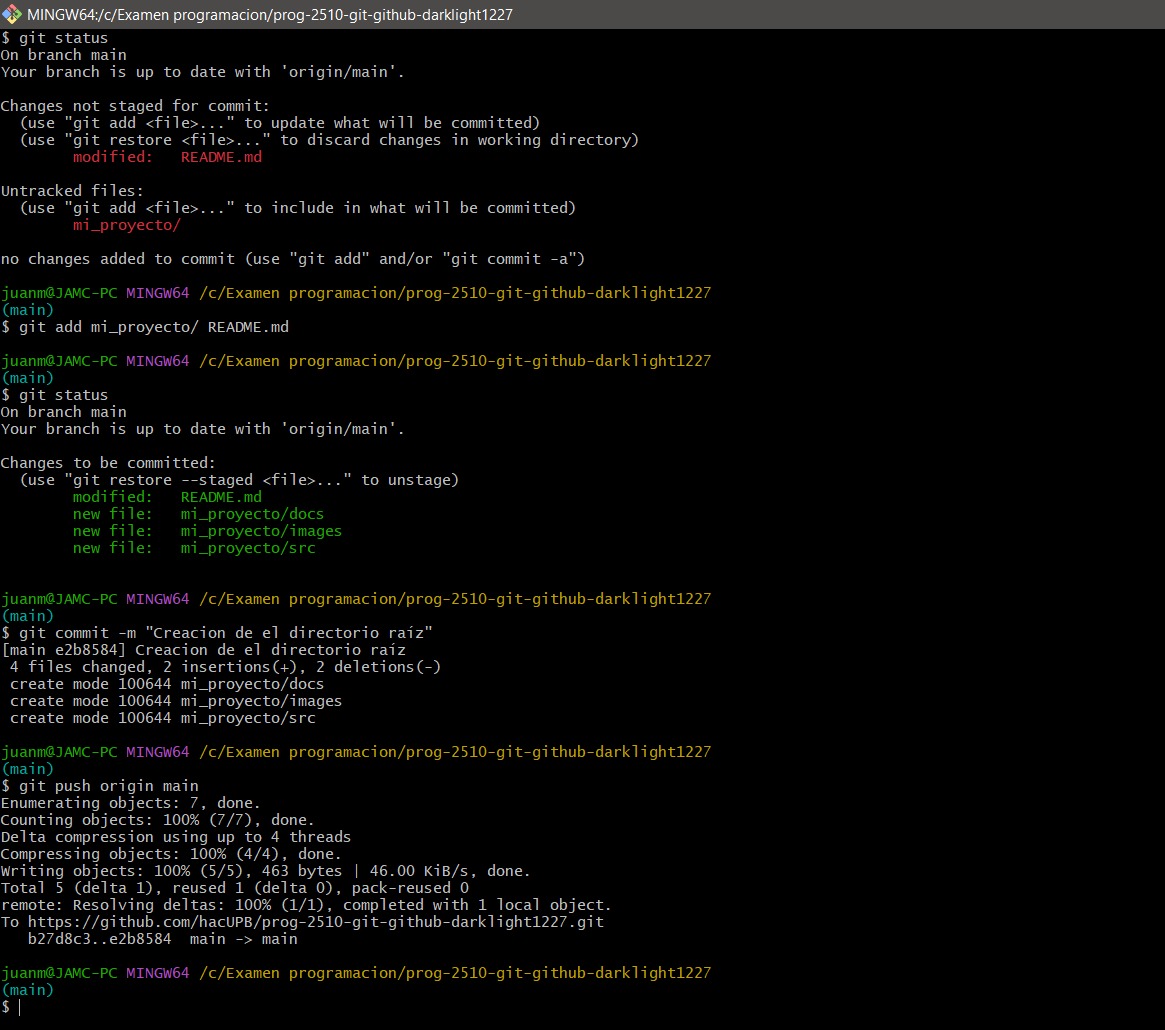 MINGW64:/c/Examen programacion/prog-2510-git-github-darklight1227
$ git status
On branch main
Your branch is up to date with 'origin/main'.
Changes not staged for commit:
(use "git add <file>..." to update what will be committed)
(use "git restore <file>..." to discard changes in working directory)
modified:   README.md
Untracked files:
(use "git add <file>..." to include in what will be committed)
mi_proyecto/
no changes added to commit (use "git add" and/or "git commit -a")
juanm@JAMC-PC MINGW64 /c/Examen programacion/prog-2510-git-github-darklight1227
(main)
$ git add mi_proyecto/ README.md
juanm@JAMC-PC MINGW64 /c/Examen programacion/prog-2510-git-github-darklight1227
(main)
$ git status
On branch main
Your branch is up to date with 'origin/main'.
Changes to be committed:
(use "git restore --staged <file>..." to unstage)
modified:   README.md
new file:   mi_proyecto/docs
new file:   mi_proyecto/images
new file:   mi_proyecto/src
juanm@JAMC-PC MINGW64 /c/Examen programacion/prog-2510-git-github-darklight1227
(main)
$ git commit -m "Creacion de el directorio raíz"
[main e2b8584] Creacion de el directorio raíz
4 files changed, 2 insertions(+), 2 deletions(-)
create mode 100644 mi_proyecto/docs
create mode 100644 mi_proyecto/images
create mode 100644 mi_proyecto/src
juanm@JAMC-PC MINGW64 /c/Examen programacion/prog-2510-git-github-darklight1227
(main)
$ git push origin main
Enumerating objects: 7, done.
Counting objects: 100% (7/7), done.
Delta compression using up to 4 threads
Compressing objects: 100% (4/4), done.
Writing objects: 100% (5/5), 463 bytes | 46.00 KiB/s, done.
Total 5 (delta 1), reused 1 (delta 0), pack-reused 0
remote: Resolving deltas: 100% (1/1), completed with 1 local object.
To https://github.com/hacUPB/prog-2510-git-github-darklight1227.git
b27d8c3..e2b8584  main -> main
juanm@JAMC-PC MINGW64 /c/Examen programacion/prog-2510-git-github-darklight1227
(main)
$